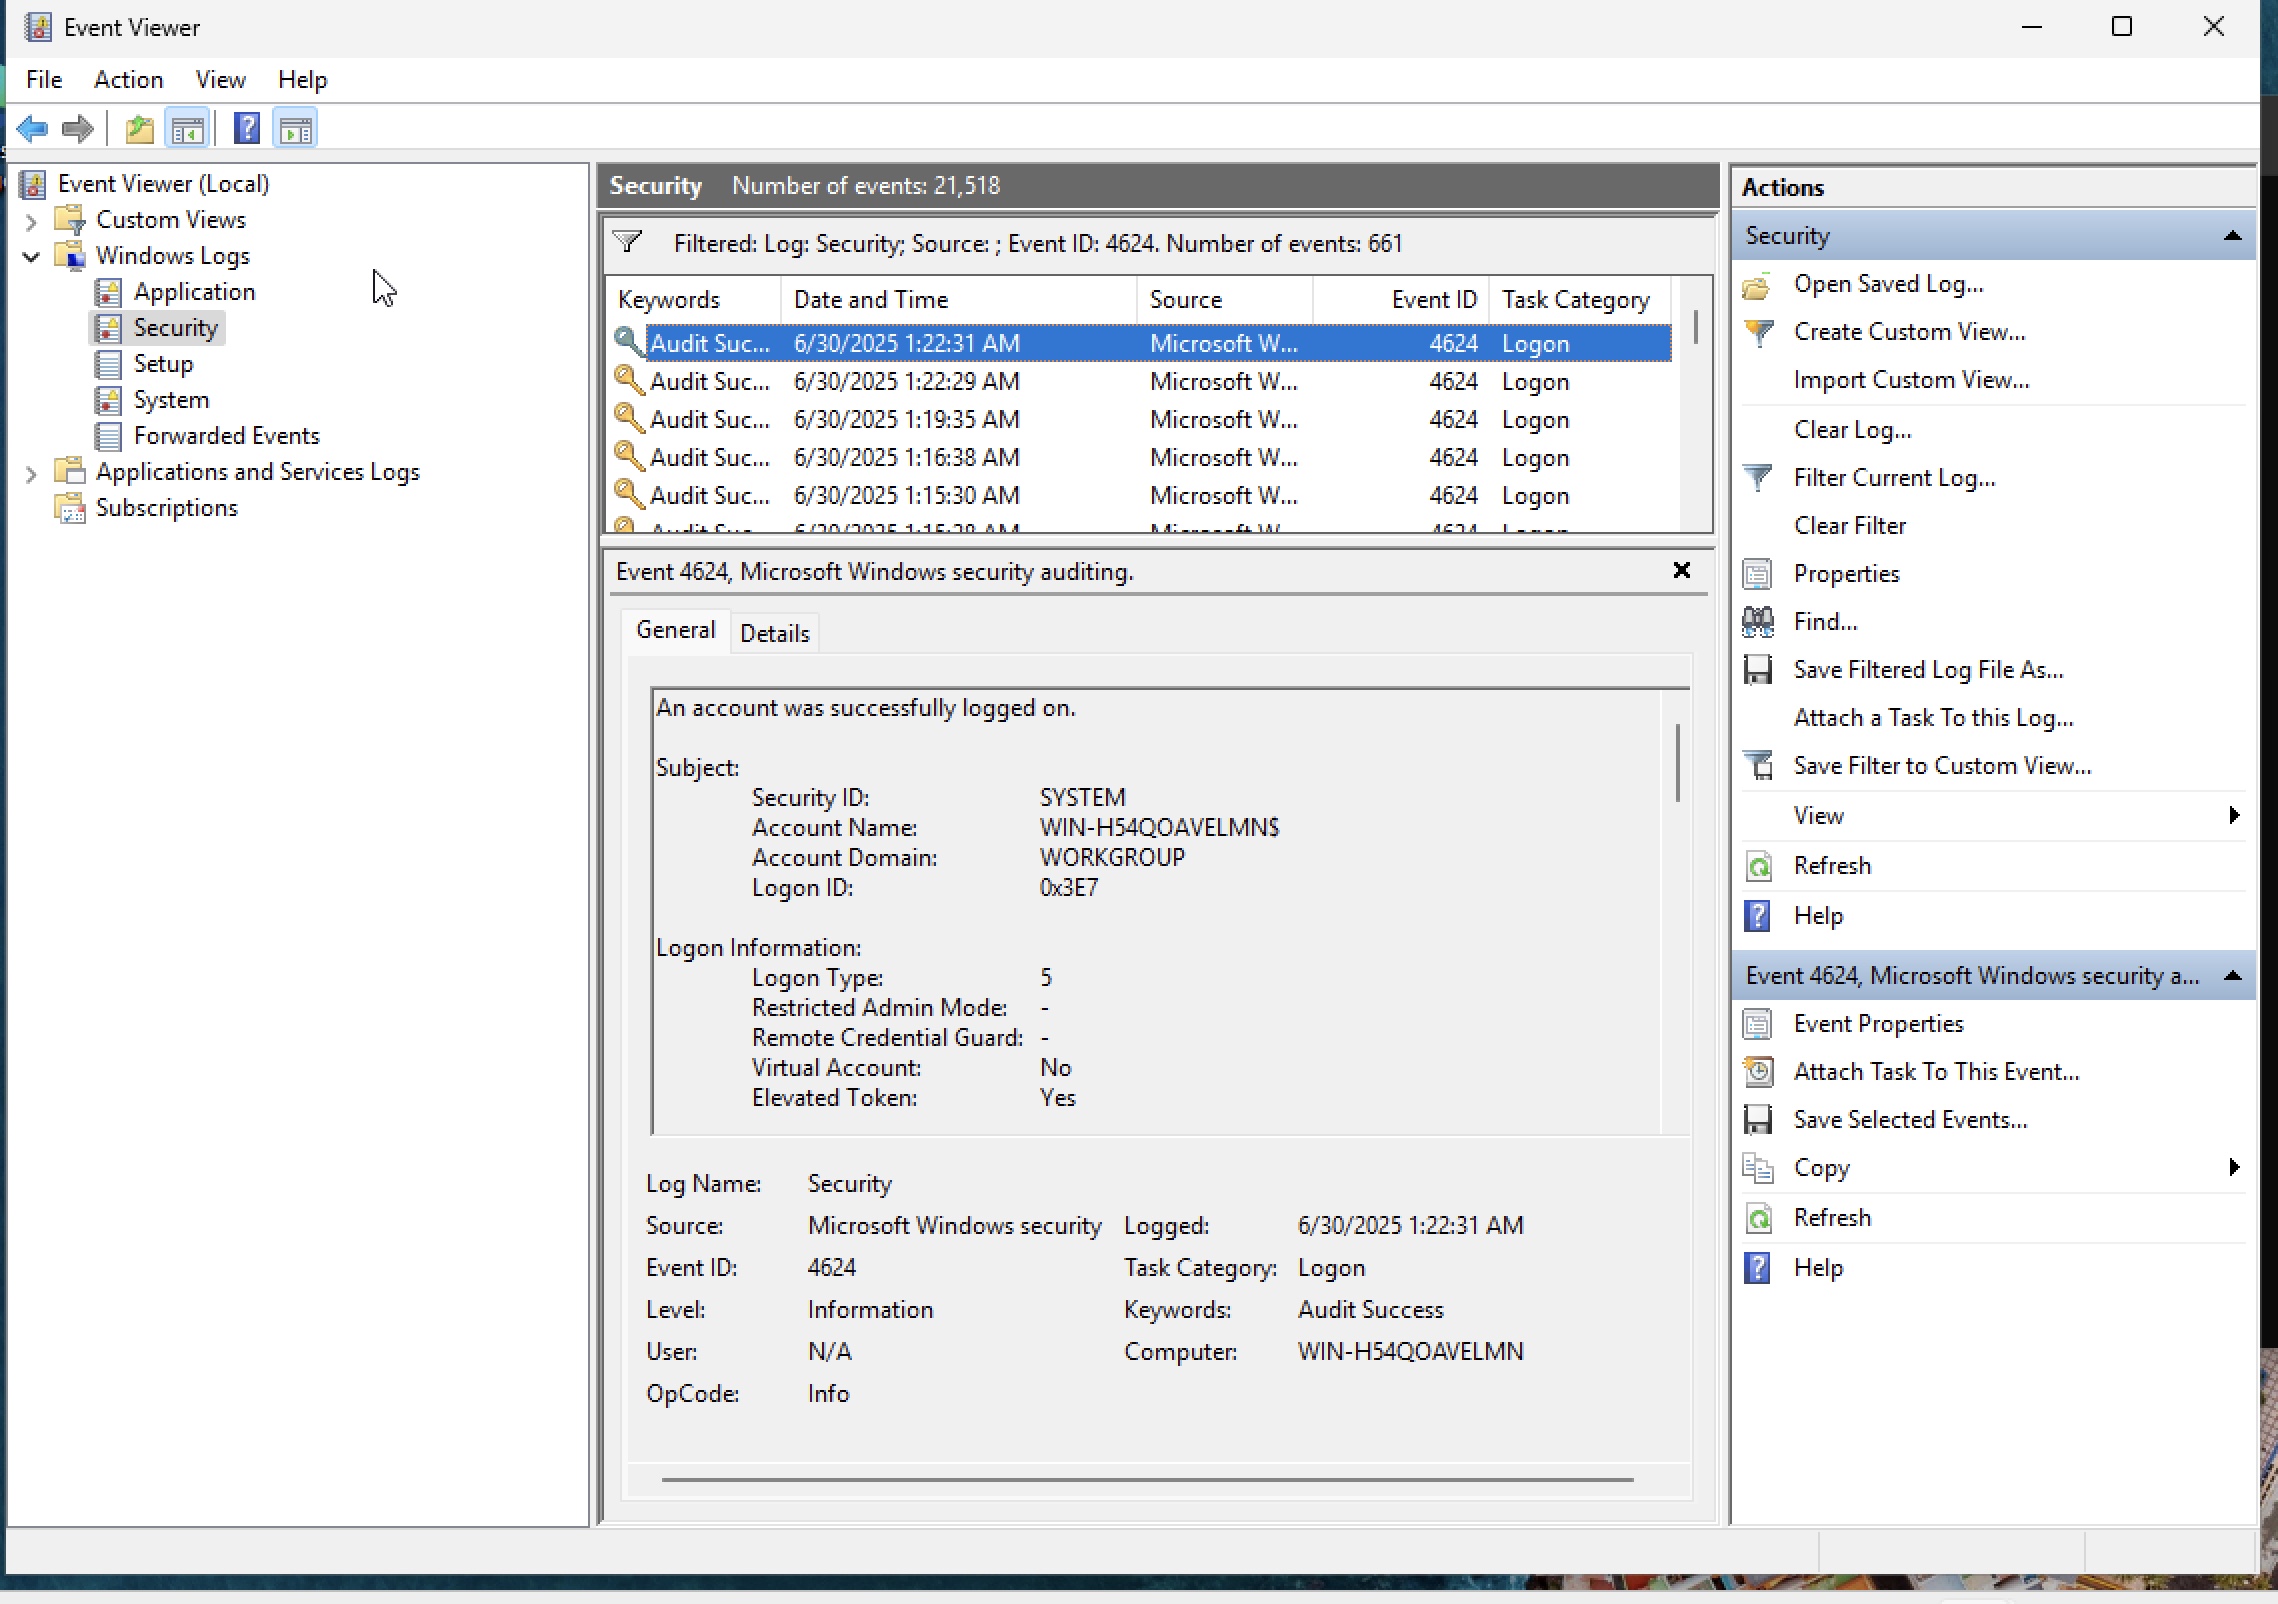 Event Viewer
File Action View Help
Event Viewer (Local)
Custom Views
Windows Logs
Application
Security
Setup
System
Forwarded Events
Applications and Services Logs
Subscriptions
Security Number of events: 21,518
Filtered: Log: Security; Source: ; Event ID: 4624. Number of events: 661
Keywords Date and Time Source Event ID Task Category
Audit Suc... 6/30/2025 1:22:31 AM Microsoft W... 4624 Logon
Audit Suc... 6/30/2025 1:22:29 AM Microsoft W... 4624 Logon
Audit Suc... 6/30/2025 1:19:35 AM Microsoft W... 4624 Logon
Audit Suc... 6/30/2025 1:16:38 AM Microsoft W... 4624 Logon
Audit Suc... 6/30/2025 1:15:30 AM Microsoft W... 4624 Logon
Audit Suc... 6/30/2025 1:15:28 AM Microsoft W... 4624 Logon
Event 4624, Microsoft Windows security auditing.
General Details
An account was successfully logged on.
Subject:
Security ID: SYSTEM
Account Name: WIN-H54QOAVELMN$
Account Domain: WORKGROUP
Logon ID: 0x3E7
Logon Information:
Logon Type: 5
Restricted Admin Mode: -
Remote Credential Guard: -
Virtual Account: No
Elevated Token: Yes
Log Name: Security
Source: Microsoft Windows security Logged: 6/30/2025 1:22:31 AM
Event ID: 4624 Task Category: Logon
Level: Information Keywords: Audit Success
User: N/A Computer: WIN-H54QOAVELMN
OpCode: Info
Actions
Security
Open Saved Log...
Create Custom View...
Import Custom View...
Clear Log...
Filter Current Log...
Clear Filter
Properties
Find...
Save Filtered Log File As...
Attach a Task To this Log...
Save Filter to Custom View...
View
Refresh
Help
Event 4624, Microsoft Windows security a...
Event Properties
Attach Task To This Event...
Save Selected Events...
Copy
Refresh
Help